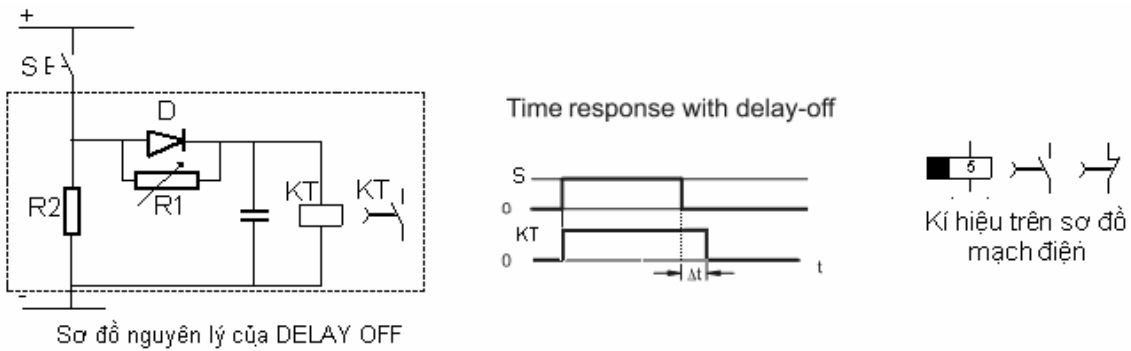 +
S
D
R2
R1
KT
KT
-
Sơ đồ nguyên lý của DELAY OFF
Time response with delay-off
S
0
KT
0
Δt
t
5
Kí hiệu trên sơ đồ
mạch điện